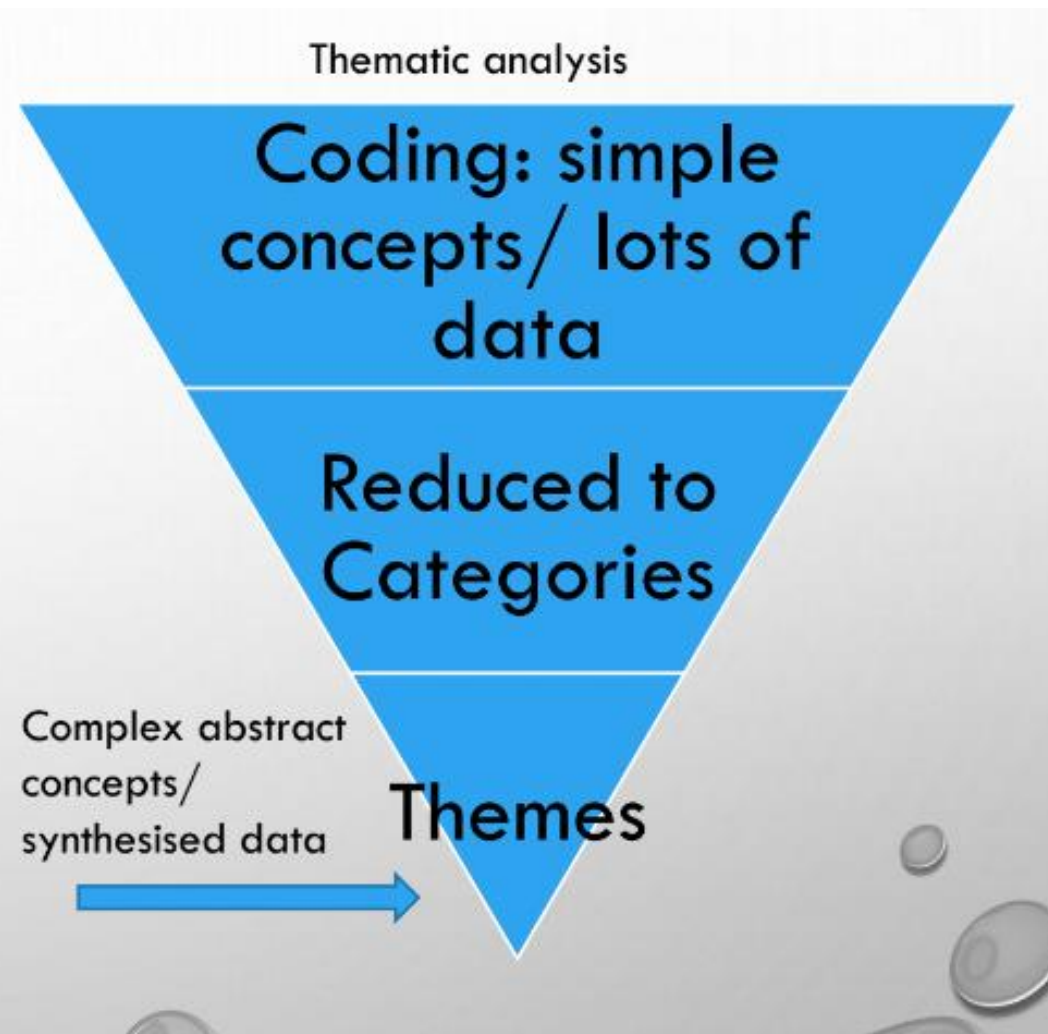 Thematic analysis
Coding: simple
concepts/ lots of
data
Reduced to
Categories
Complex abstract
concepts/
synthesised data
Themes